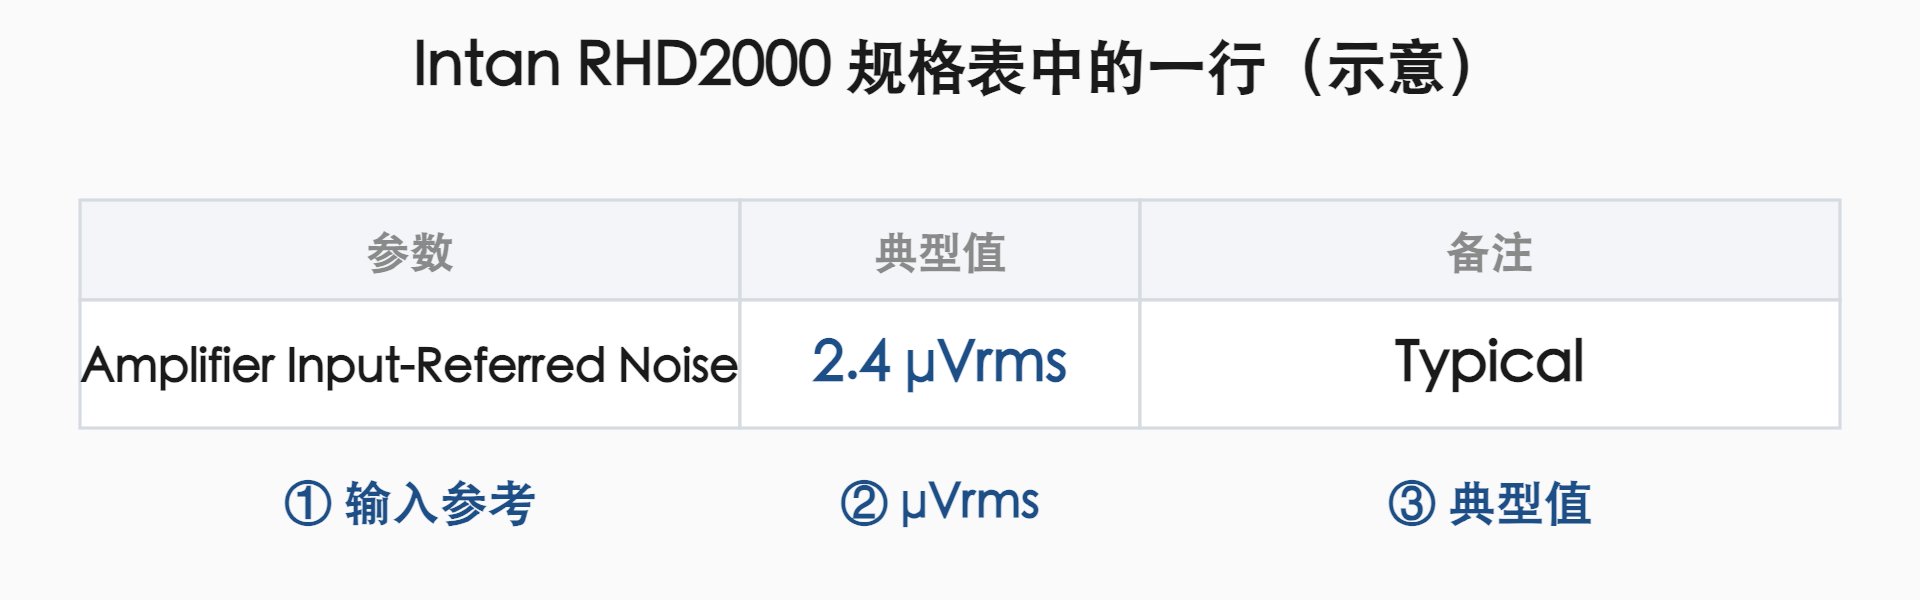 Intan RHD2000 规格表中的一行（示意）
参数 典型值 备注
Amplifier Input-Referred Noise 2.4 µVrms Typical
① 输入参考 ② µVrms ③ 典型值